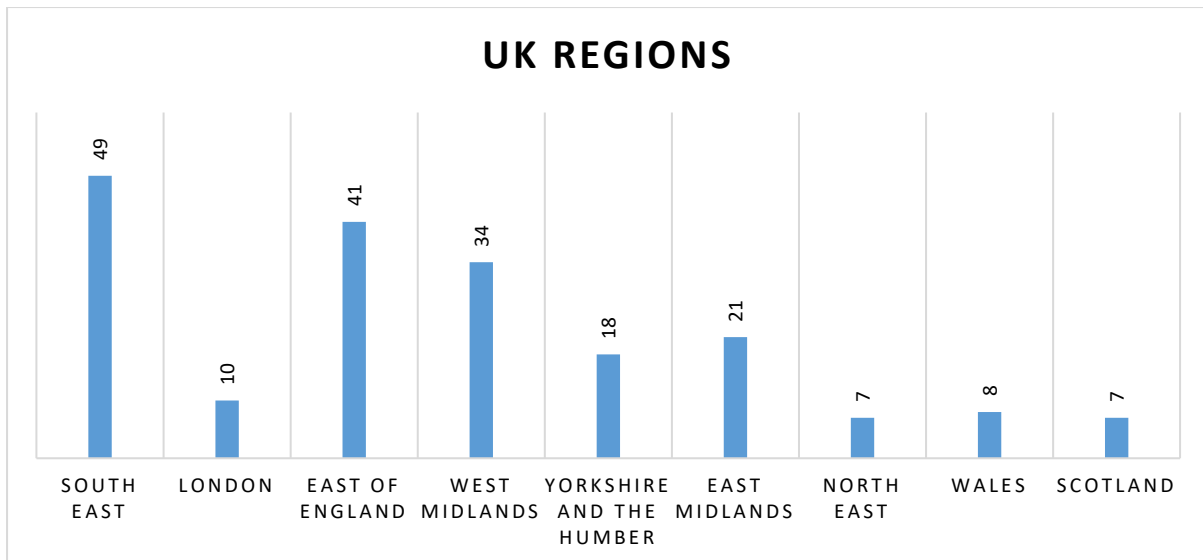 UK REGIONS
49
10
41
34
18
21
7
8
7
SOUTH EAST
LONDON
EAST OF ENGLAND
WEST MIDLANDS
YORKSHIRE AND THE HUMBER
EAST MIDLANDS
NORTH EAST
WALES
SCOTLAND